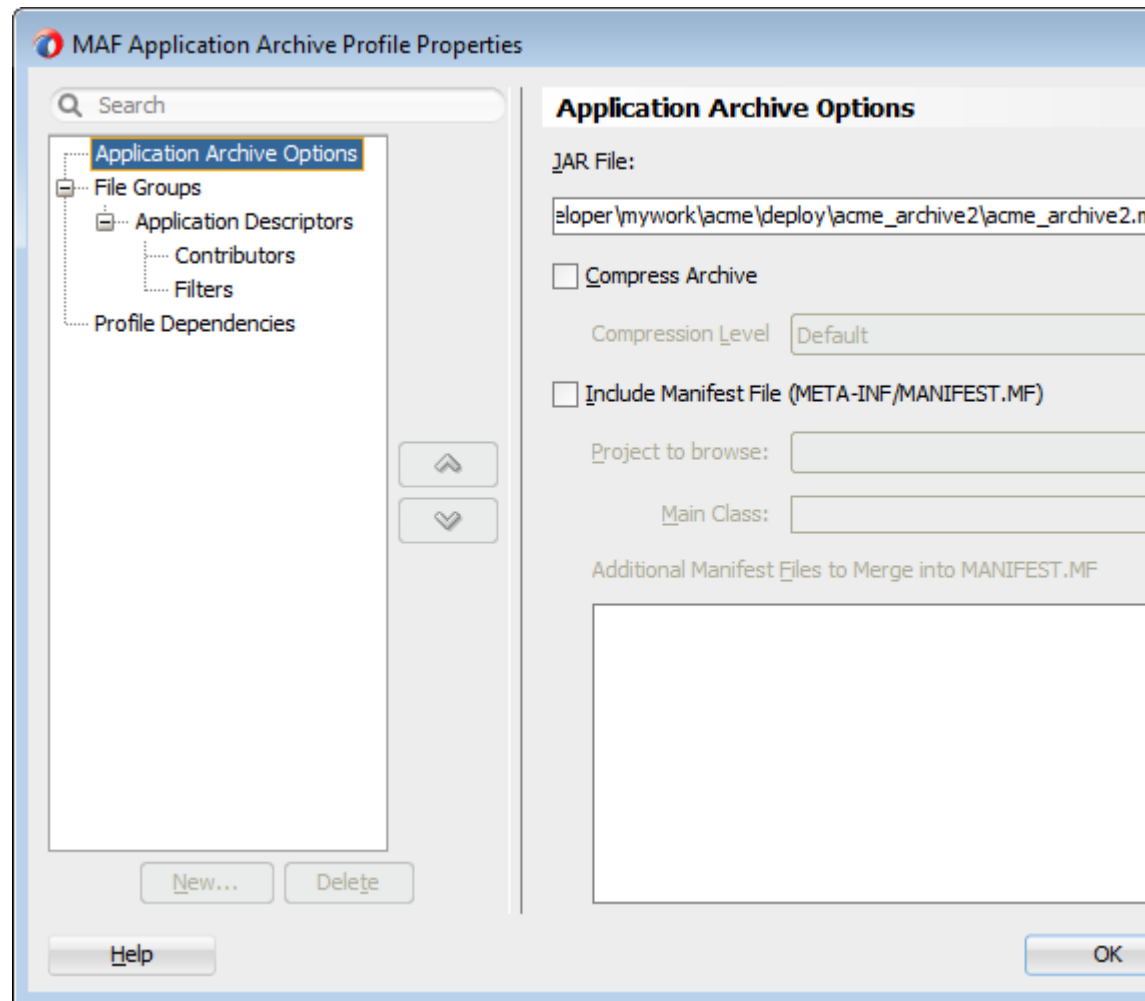 MAF Application Archive Profile Properties
Search
Application Archive Options
File Groups
Application Descriptors
Contributors
Filters
Profile Dependencies
New...
Delete
Help
Application Archive Options
JAR File:
eloper\mywork\acme\deploy\acme_archive2\acme_archive2.m
Compress Archive
Compression Level
Default
Include Manifest File (META-INF/MANIFEST.MF)
Project to browse:
Main Class:
Additional Manifest Files to Merge into MANIFEST.MF
OK